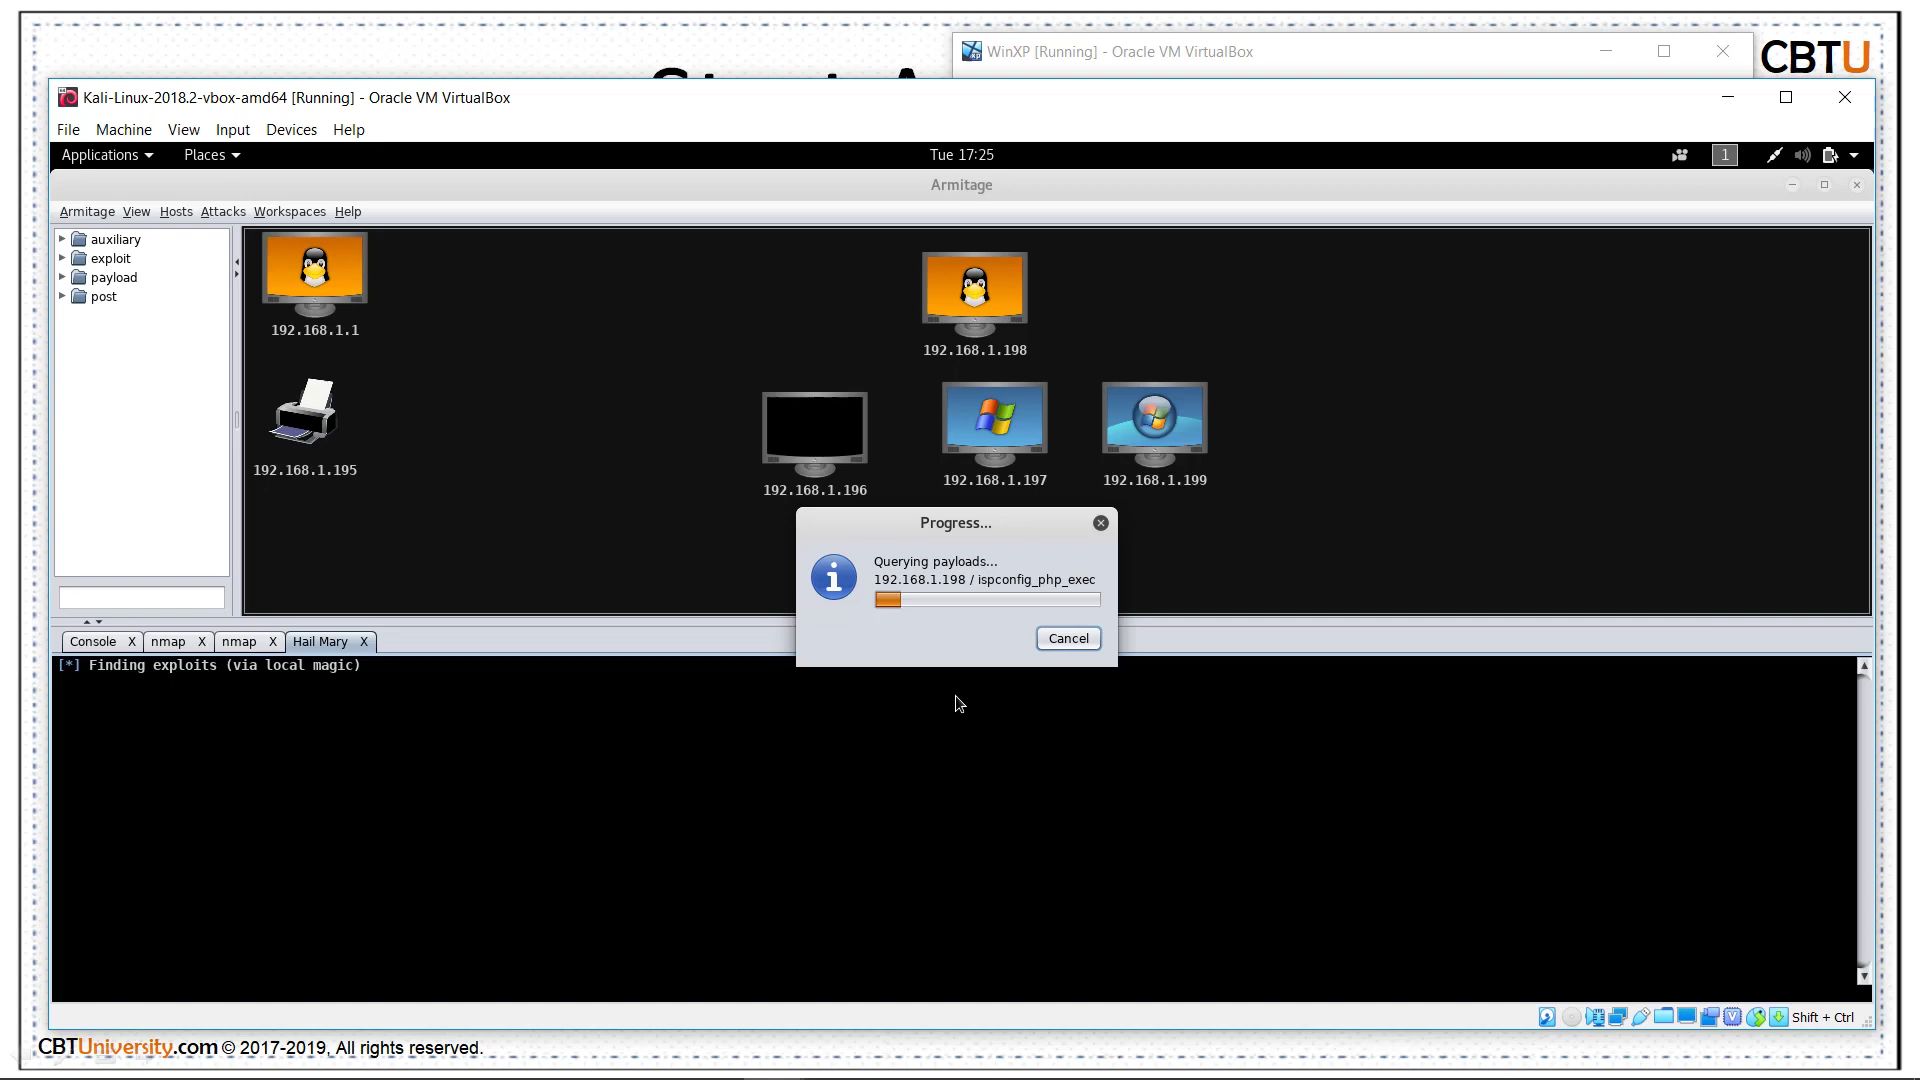 WinXP [Running] - Oracle VM VirtualBox
CBTU
Kali-Linux-2018.2-vbox-amd64 [Running] - Oracle VM VirtualBox
File Machine View Input Devices Help
Applications Places Tue 17:25 1
Armitage
Armitage View Hosts Attacks Workspaces Help
auxiliary
exploit
payload
post
192.168.1.1
192.168.1.198
192.168.1.195
192.168.1.196
192.168.1.197
192.168.1.199
Progress...
Querying payloads...
192.168.1.198 / ispconfig_php_exec
Cancel
Console X nmap X nmap X Hail Mary X
[*] Finding exploits (via local magic)
Shift + Ctrl
CBTUniversity.com © 2017-2019, All rights reserved.